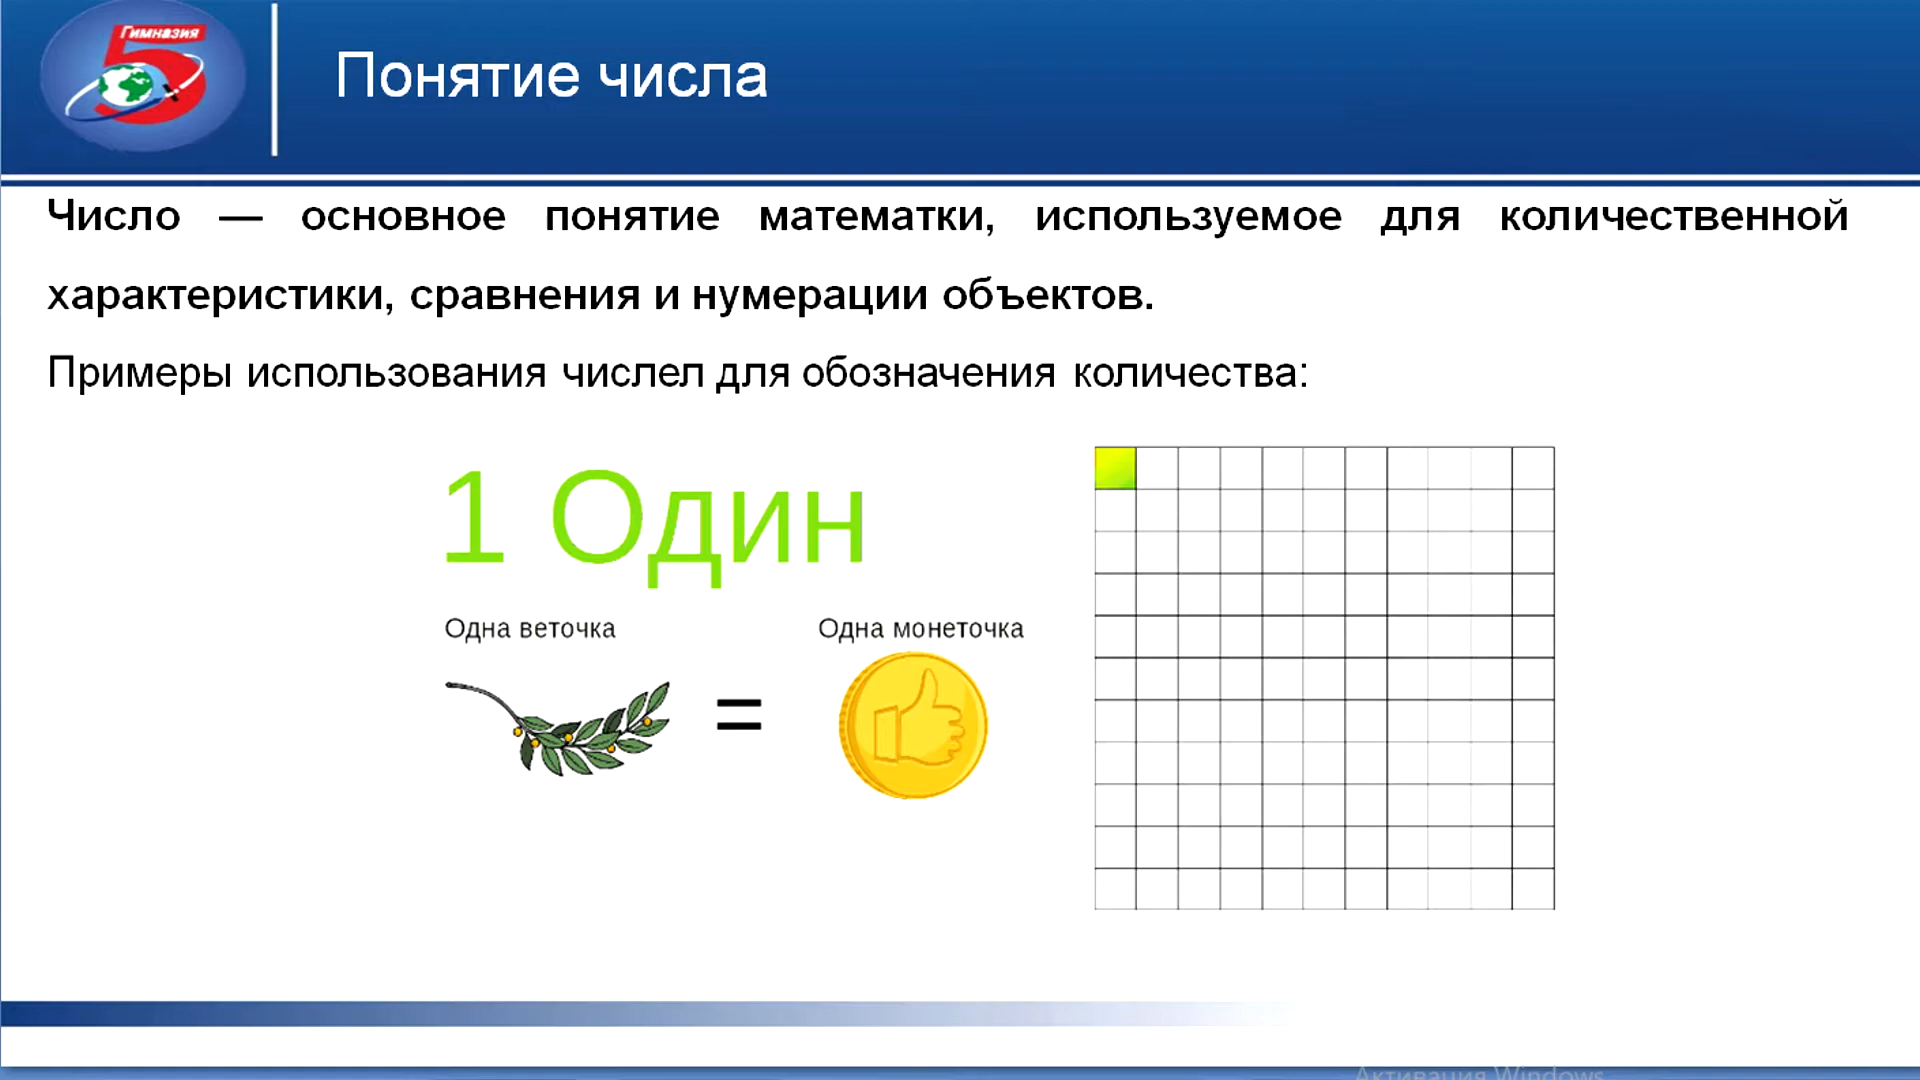 Гимназия
5
Понятие числа
Число — основное понятие математки, используемое для количественной
характеристики, сравнения и нумерации объектов.
Примеры использования числел для обозначения количества:
1 Один
Одна веточка
Одна монеточка
=
Активация Windows